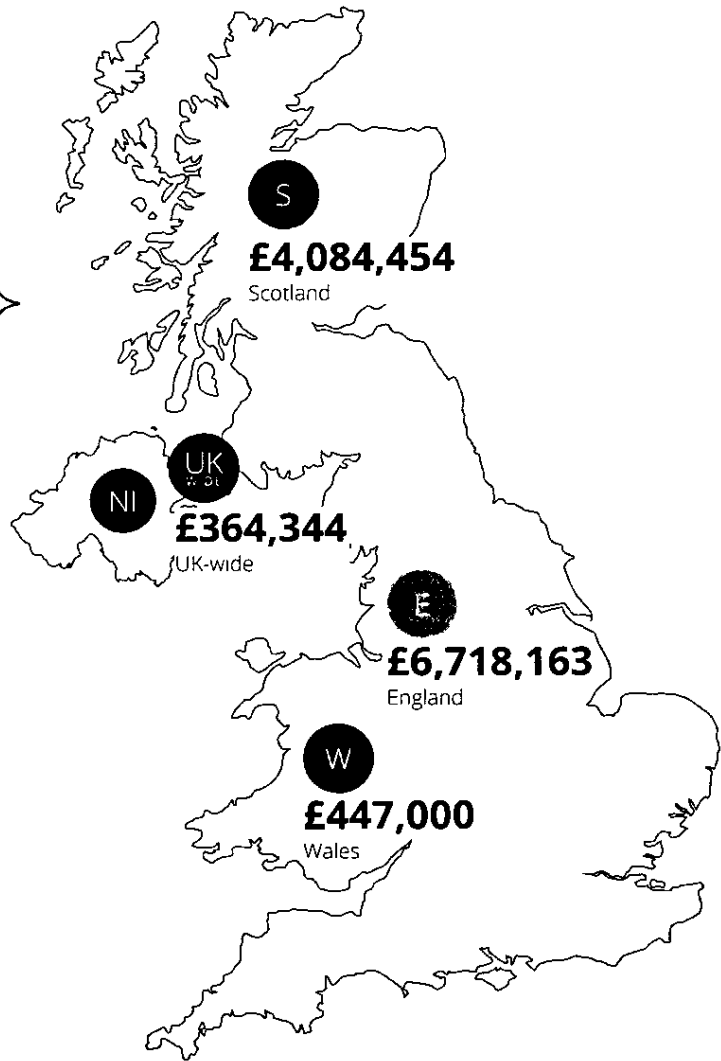 S
£4,084,454
Scotland
UK
NI
£364,344
UK-wide
E
£6,718,163
England
W
£447,000
Wales